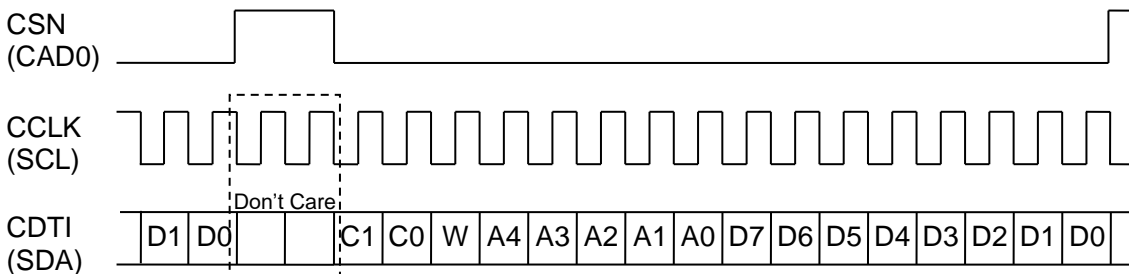 CSN
(CAD0)
CCLK
(SCL)
Don't Care
CDTI
(SDA)
D1 D0 C1 C0 W A4 A3 A2 A1 A0 D7 D6 D5 D4 D3 D2 D1 D0